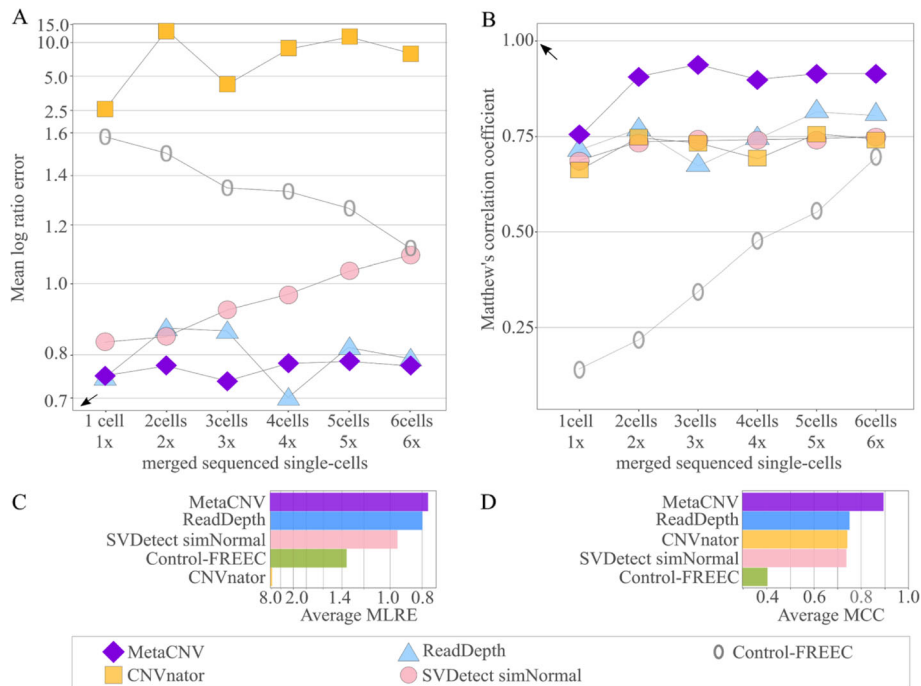 A
Mean log ratio error
15.0
10.0
5.0
2.5
1.6
1.4
1.2
1.0
0.8
0.7
1 cell 2cells 3cells 4cells 5cells 6cells
1x 2x 3x 4x 5x 6x
merged sequenced single-cells
B
Matthew's correlation coefficient
1.00
0.75
0.50
0.25
1cell 2cells 3cells 4cells 5cells 6cells
1x 2x 3x 4x 5x 6x
merged sequenced single-cells
C
MetaCNV
ReadDepth
SVDetect simNormal
Control-FREEC
CNVnator
8.0 2.0 1.4 1.0 0.8
Average MLRE
D
MetaCNV
ReadDepth
CNVnator
SVDetect simNormal
Control-FREEC
0.4 0.6 0.8 1.0
Average MCC
MetaCNV ReadDepth Control-FREEC
CNVnator SVDetect simNormal